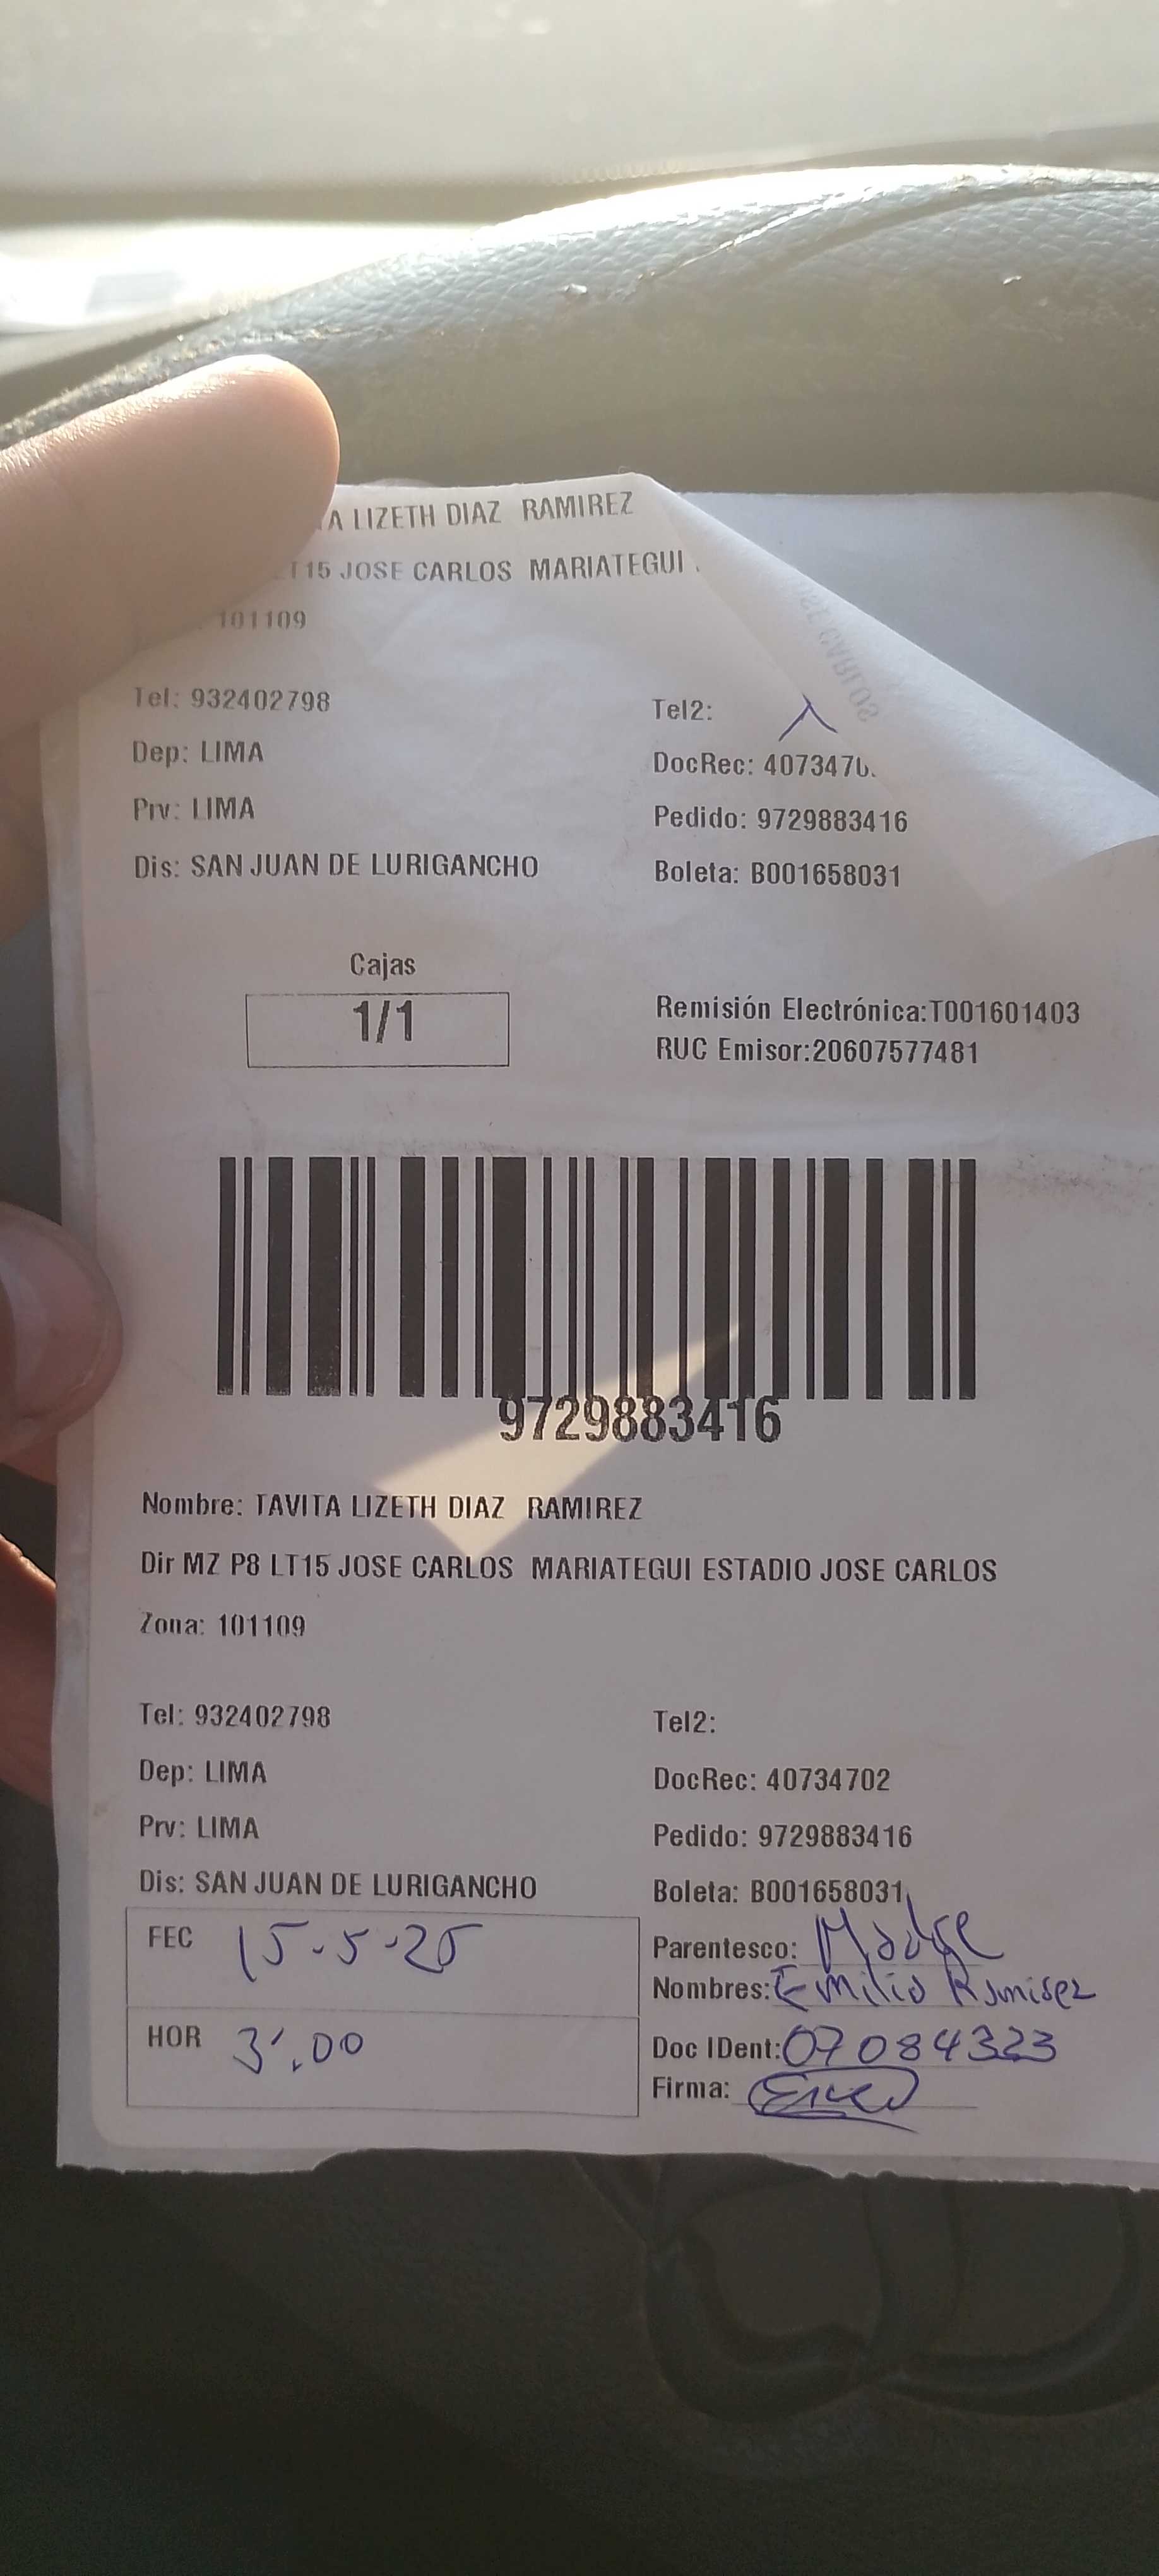 A LIZETH DIAZ RAMIREZ
LT15 JOSE CARLOS MARIATEGUI
101109
Tel: 932402798
Tel2:
Dep: LIMA
DocRec: 4073470
Prv: LIMA
Pedido: 9729883416
Dis: SAN JUAN DE LURIGANCHO
Boleta: B001658031
Cajas
1/1
Remisión Electrónica:T001601403
RUC Emisor:20607577481
9729883416
Nombre: TAVITA LIZETH DIAZ RAMIREZ
Dir MZ P8 LT15 JOSE CARLOS MARIATEGUI ESTADIO JOSE CARLOS
Zona: 101109
Tel: 932402798
Tel2:
Dep: LIMA
DocRec: 40734702
Prv: LIMA
Pedido: 9729883416
Dis: SAN JUAN DE LURIGANCHO
Boleta: B001658031
FEC 15-5-25
Parentesco: Madre
Nombres: Emilio Ramirez
HOR 3:00
Doc IDent: 07084323
Firma: